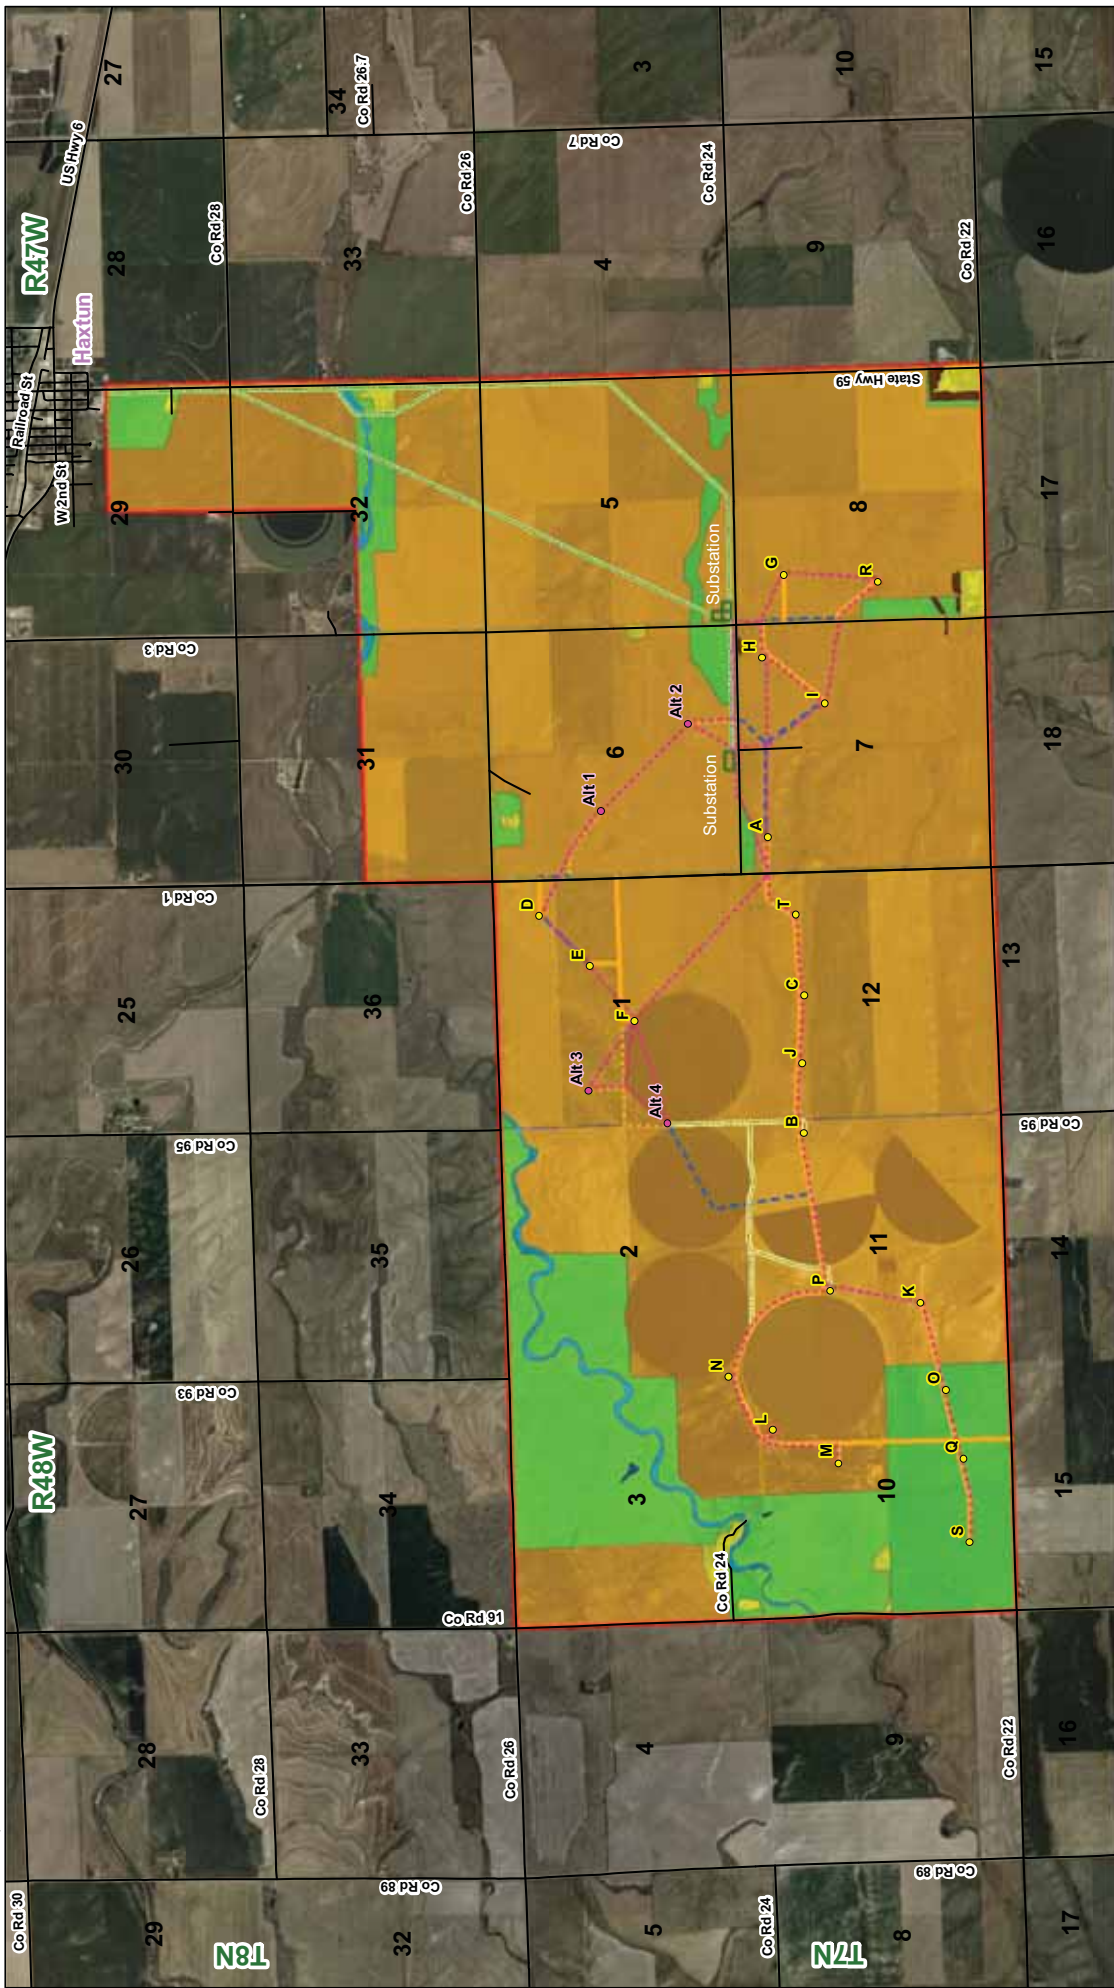 Co Rd 30
R48W
Railroad St
R47W
W 2nd St
US Hwy 6
Haxtun
29
28
27
26
25
30
29
28
27
T8N
Co Rd 93
Co Rd 95
Co Rd 1
Co Rd 3
Co Rd 28
Co Rd 28
32
33
34
35
36
31
32
33
34
Co Rd 26.7
Co Rd 89
Co Rd 91
Co Rd 26
Co Rd 26
D
Alt 3
E
Alt 1
Co Rd 7
5
4
3
2
F
1
6
5
4
3
Alt 4
Alt 2
Co Rd 24
Co Rd 24
N
Substation
Substation
Co Rd 24
L
A
H
G
T7N
M
P
B
J
C
T
I
R
8
9
10
11
12
7
8
9
10
State Hwy 59
Co Rd 89
K
O
Q
S
Co Rd 22
Co Rd 22
Co Rd 95
17
16
15
14
13
18
17
16
15